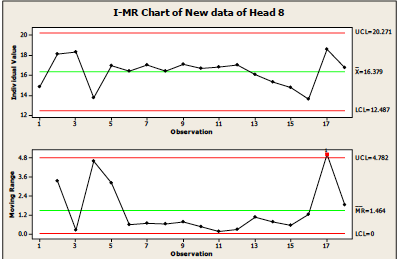 I-MR Chart of New data of Head 8
UCL=20.271
X=16.379
LCL=12.487
Individual Value
20
18
16
14
12
1 3 5 7 9 11 13 15 17
Observation
1
UCL=4.782
MR=1.464
LCL=0
Moving Range
4.8
3.6
2.4
1.2
0.0
1 3 5 7 9 11 13 15 17
Observation